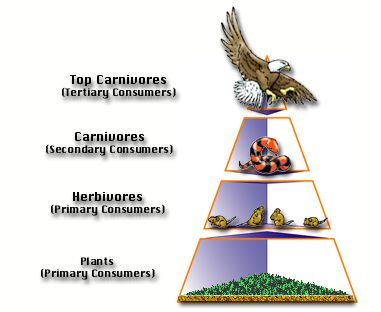 Top Carnivores
(Tertiary Consumers)
Carnivores
(Secondary Consumers)
Herbivores
(Primary Consumers)
Plants
(Primary Consumers)